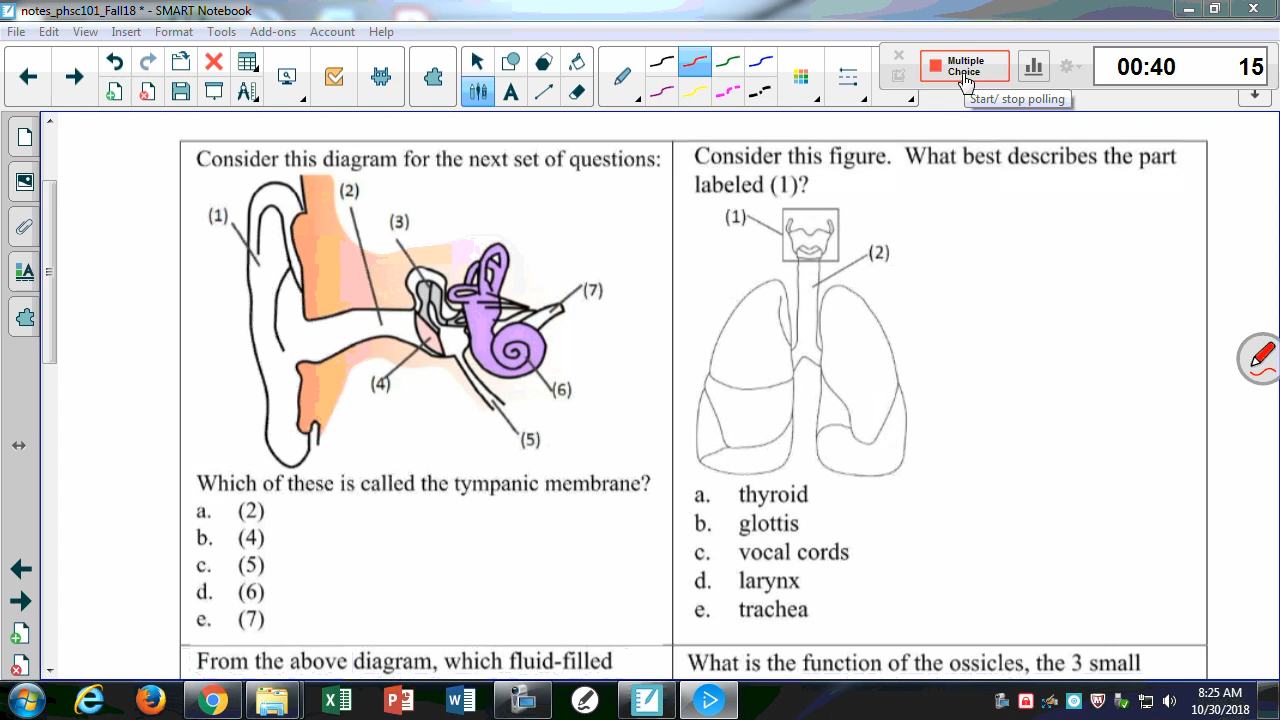 notes_phsc101_Fall18 * - SMART Notebook
File Edit View Insert Format Tools Add-ons Account Help
Multiple
Choice
00:40 15
Start/ stop polling
Consider this diagram for the next set of questions:
(1)
(2)
(3)
(7)
(4)
(6)
(5)
Which of these is called the tympanic membrane?
a. (2)
b. (4)
c. (5)
d. (6)
e. (7)
From the above diagram, which fluid-filled
Consider this figure. What best describes the part
labeled (1)?
(1)
(2)
a. thyroid
b. glottis
c. vocal cords
d. larynx
e. trachea
What is the function of the ossicles, the 3 small
8:25 AM
10/30/2018